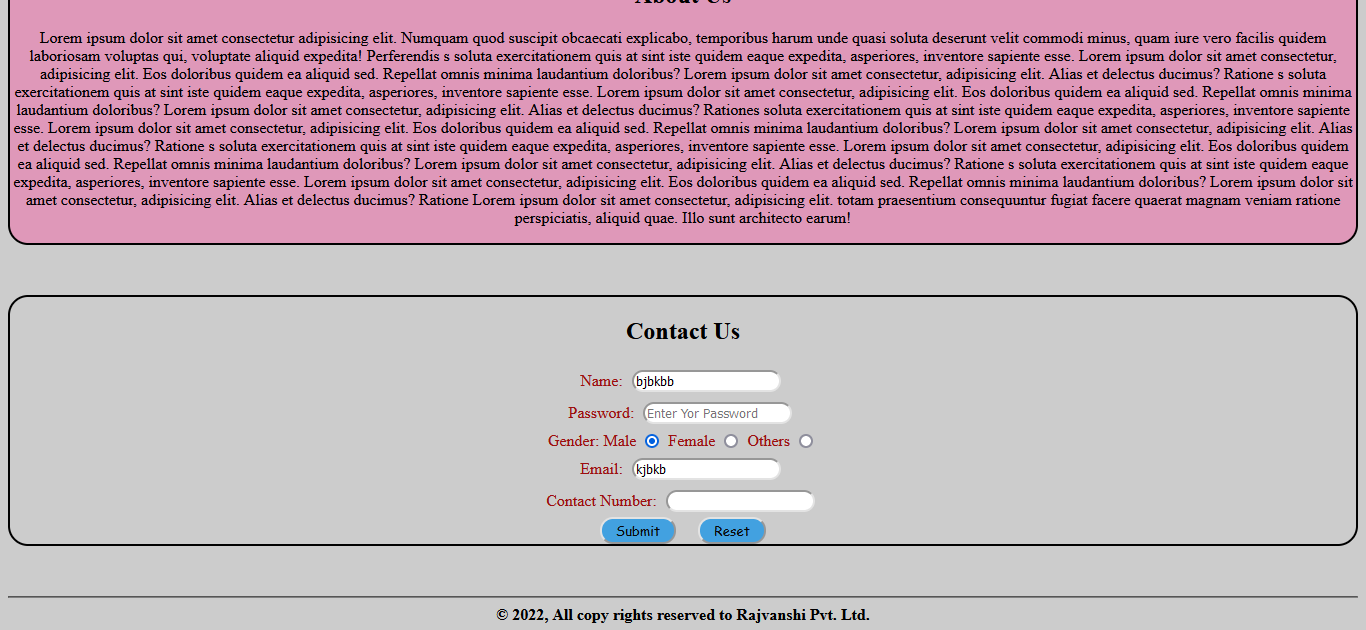 About Us
Lorem ipsum dolor sit amet consectetur adipisicing elit. Numquam quod suscipit obcaecati explicabo, temporibus harum unde quasi soluta deserunt velit commodi minus, quam iure vero facilis quidem
laboriosam voluptas qui, voluptate aliquid expedita! Perferendis s soluta exercitationem quis at sint iste quidem eaque expedita, asperiores, inventore sapiente esse. Lorem ipsum dolor sit amet consectetur,
adipisicing elit. Eos doloribus quidem ea aliquid sed. Repellat omnis minima laudantium doloribus? Lorem ipsum dolor sit amet consectetur, adipisicing elit. Alias et delectus ducimus? Ratione s soluta
exercitationem quis at sint iste quidem eaque expedita, asperiores, inventore sapiente esse. Lorem ipsum dolor sit amet consectetur, adipisicing elit. Eos doloribus quidem ea aliquid sed. Repellat omnis minima
laudantium doloribus? Lorem ipsum dolor sit amet consectetur, adipisicing elit. Alias et delectus ducimus? Rationes soluta exercitationem quis at sint iste quidem eaque expedita, asperiores, inventore sapiente
esse. Lorem ipsum dolor sit amet consectetur, adipisicing elit. Eos doloribus quidem ea aliquid sed. Repellat omnis minima laudantium doloribus? Lorem ipsum dolor sit amet consectetur, adipisicing elit. Alias
et delectus ducimus? Ratione s soluta exercitationem quis at sint iste quidem eaque expedita, asperiores, inventore sapiente esse. Lorem ipsum dolor sit amet consectetur, adipisicing elit. Eos doloribus quidem
ea aliquid sed. Repellat omnis minima laudantium doloribus? Lorem ipsum dolor sit amet consectetur, adipisicing elit. Alias et delectus ducimus? Ratione s soluta exercitationem quis at sint iste quidem eaque
expedita, asperiores, inventore sapiente esse. Lorem ipsum dolor sit amet consectetur, adipisicing elit. Eos doloribus quidem ea aliquid sed. Repellat omnis minima laudantium doloribus? Lorem ipsum dolor sit
amet consectetur, adipisicing elit. Alias et delectus ducimus? Ratione Lorem ipsum dolor sit amet consectetur, adipisicing elit. totam praesentium consequuntur fugiat facere quaerat magnam veniam ratione
perspiciatis, aliquid quae. Illo sunt architecto earum!
Contact Us
Name: bjbkbb
Password: Enter Yor Password
Gender: Male Female Others
Email: kjbkb
Contact Number:
Submit Reset
© 2022, All copy rights reserved to Rajvanshi Pvt. Ltd.